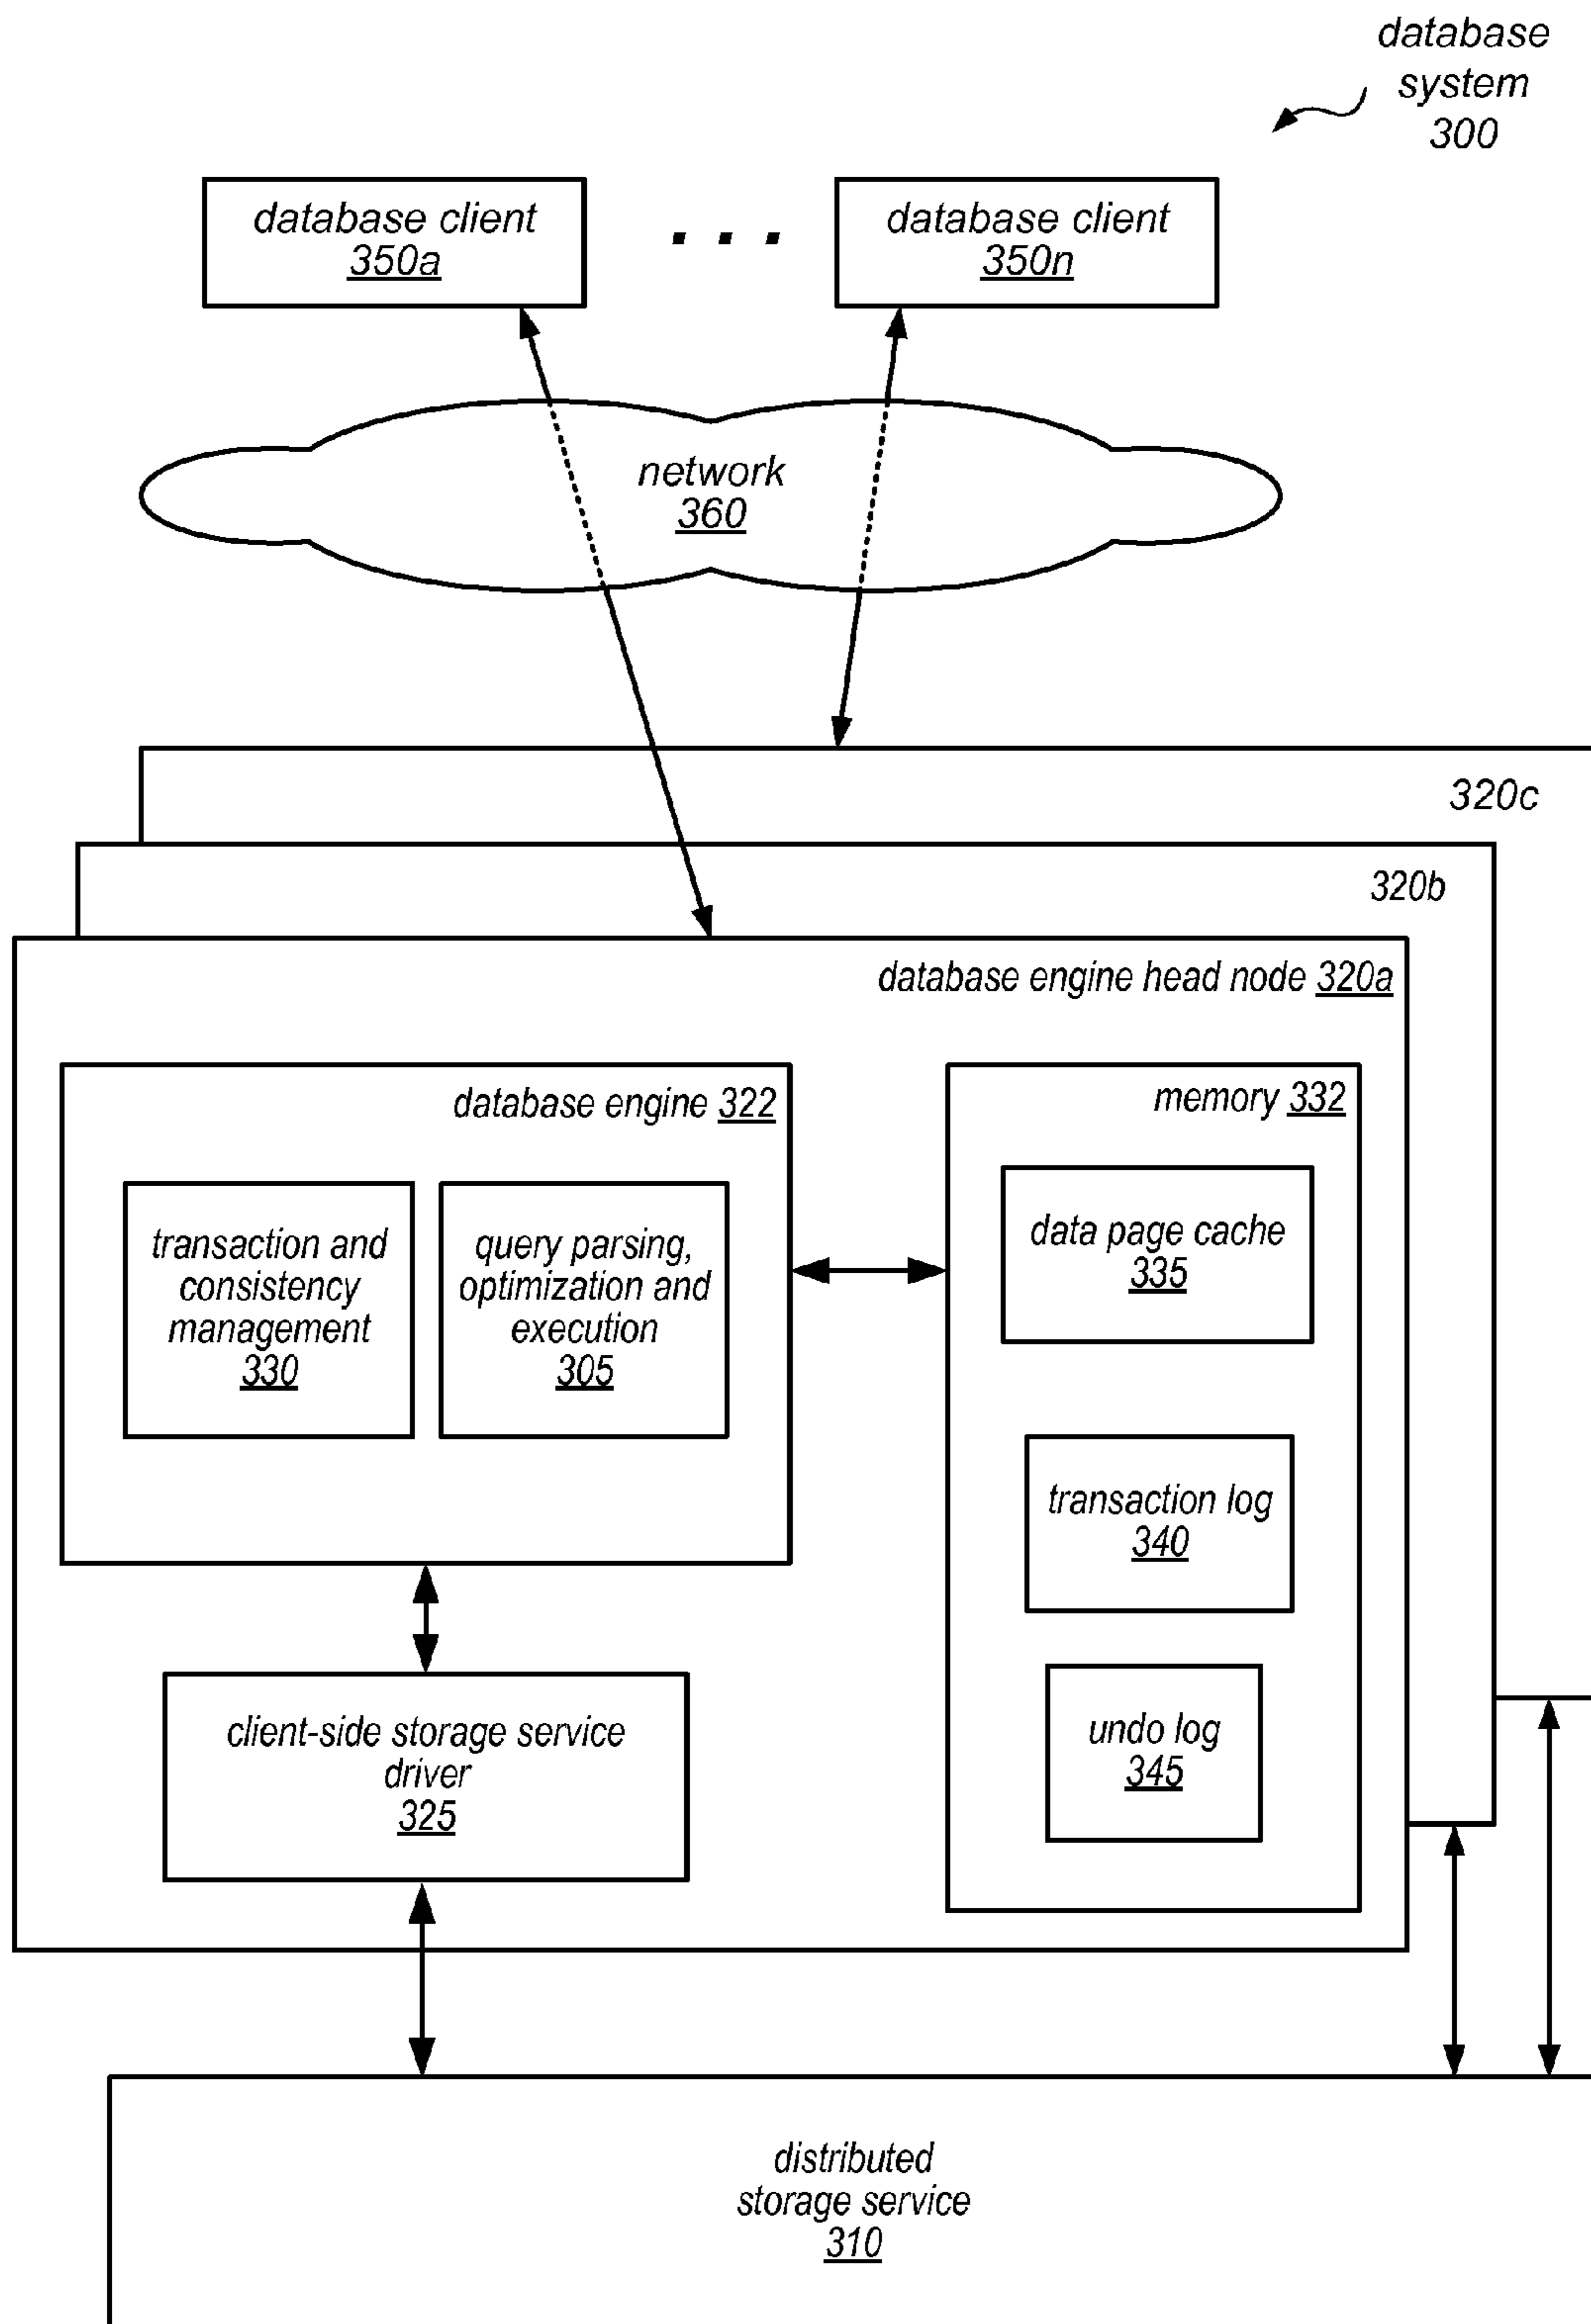 database
system
300
database client
350a
. . .
database client
350n
network
360
320c
320b
database engine head node 320a
database engine 322
memory 332
transaction and
consistency
management
330
query parsing,
optimization and
execution
305
data page cache
335
transaction log
340
undo log
345
client-side storage service
driver
325
distributed
storage service
310